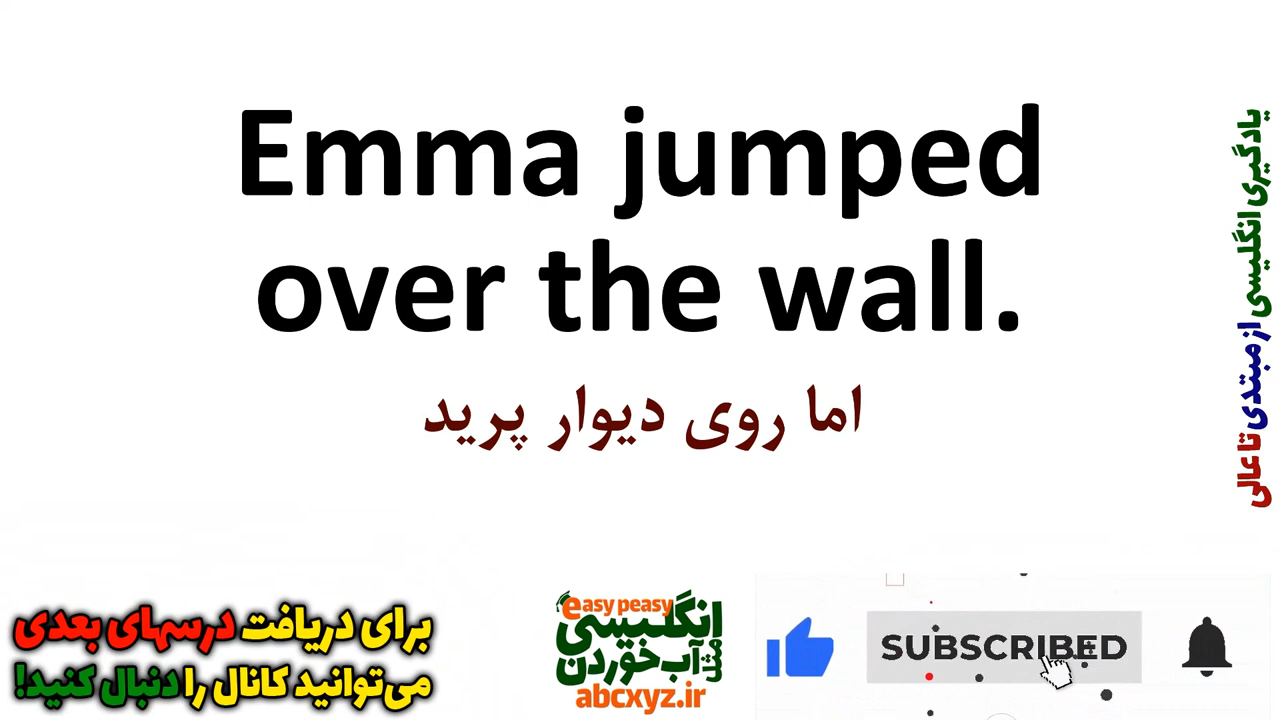 Emma jumped
over the wall.
اما روی دیوار پرید
یادگیری انگلیسی از مبتدی تا عالی
برای دریافت درسهای بعدی
می‌توانید کانال را دنبال کنید!
easy peasy
انگلیسی
مثل آب خوردن
abcxyz.ir
SUBSCRIBED